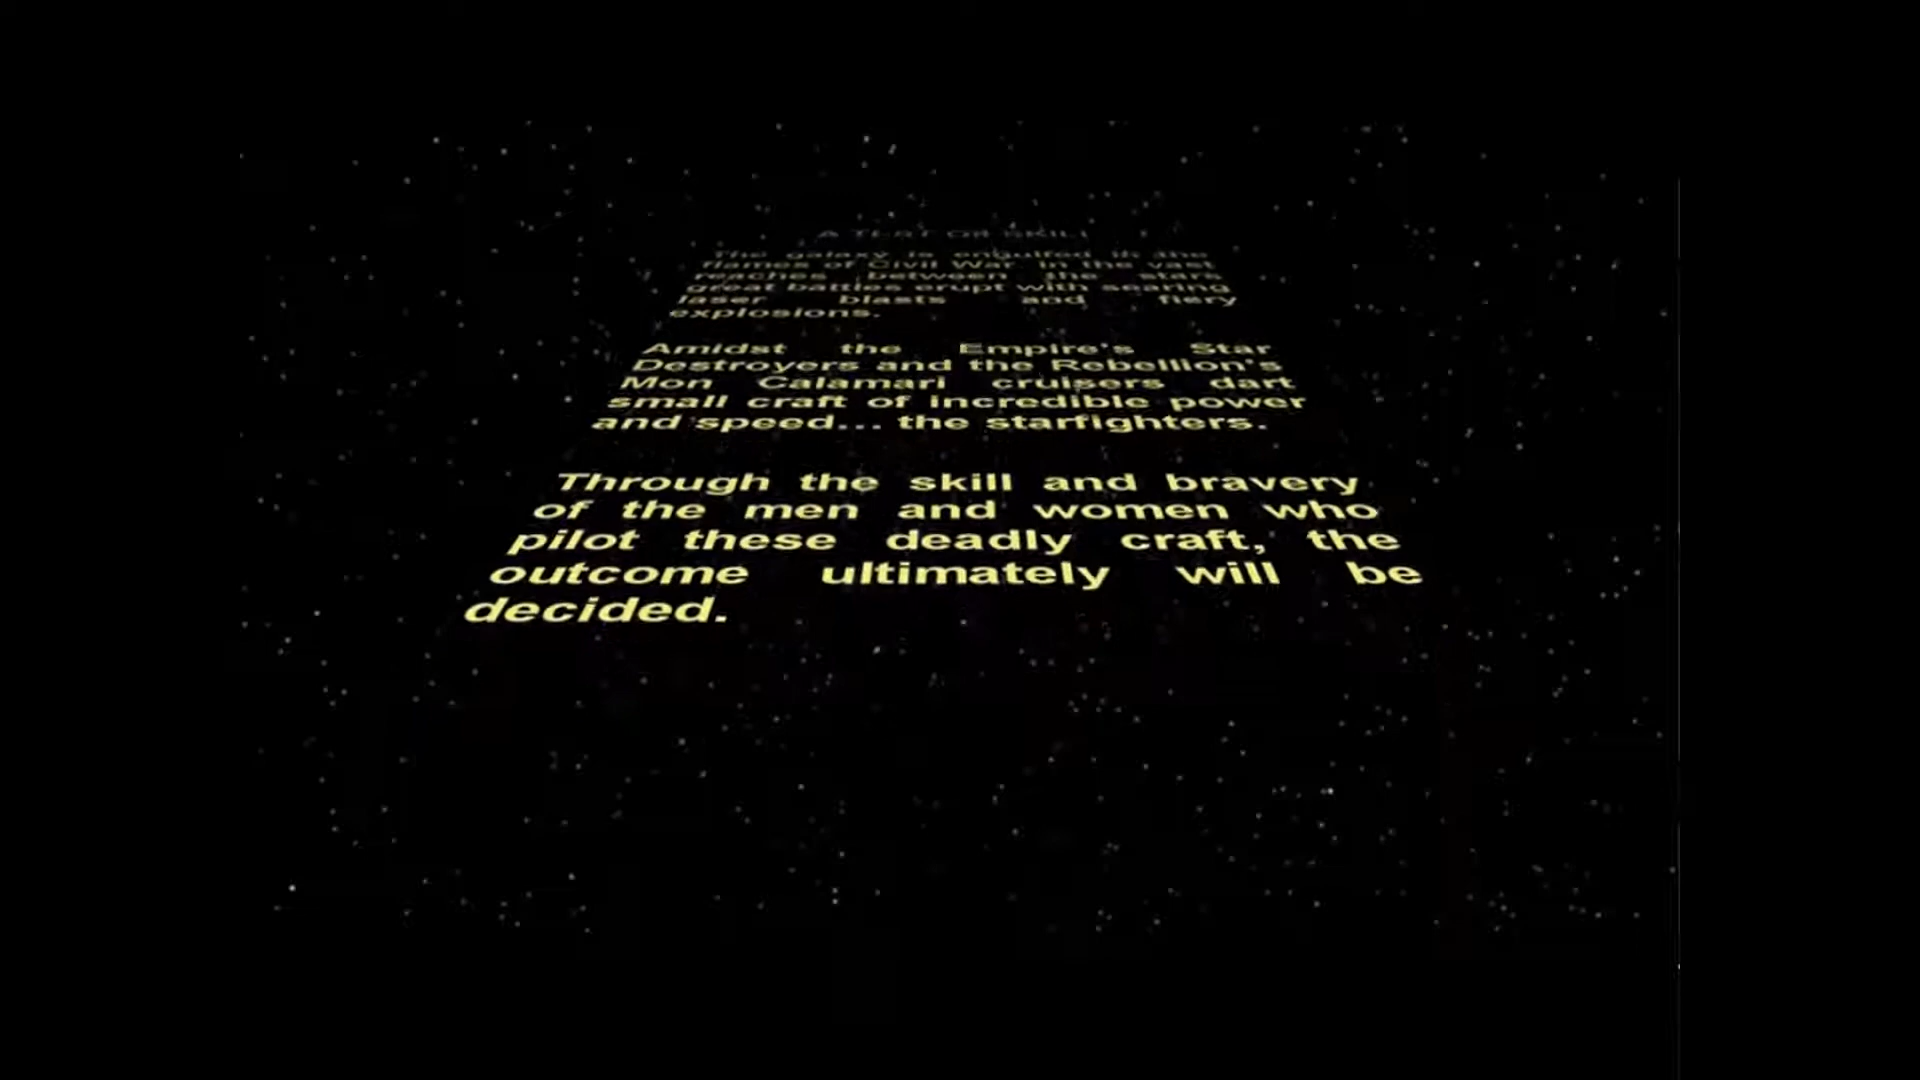 A TEST OF SKILL
The galaxy is engulfed in the
flames of Civil War. In the vast
reaches between the stars
great battles erupt with searing
laser blasts and fiery
explosions.
Amidst the Empire's Star
Destroyers and the Rebellion's
Mon Calamari cruisers dart
small craft of incredible power
and speed... the starfighters.
Through the skill and bravery
of the men and women who
pilot these deadly craft, the
outcome ultimately will be
decided.